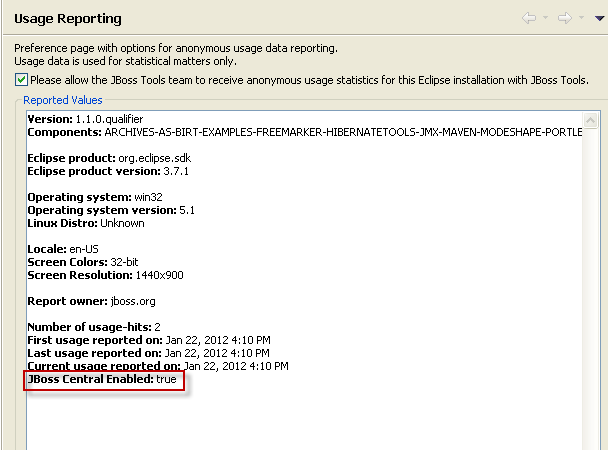 Usage Reporting
Preference page with options for anonymous usage data reporting.
Usage data is used for statistical matters only.
Please allow the JBoss Tools team to receive anonymous usage statistics for this Eclipse installation with JBoss Tools.
Reported Values
Version: 1.1.0.qualifier
Components: ARCHIVES-AS-BIRT-EXAMPLES-FREEMARKER-HIBERNATETOOLS-JMX-MAVEN-MODESHAPE-PORTLE
Eclipse product: org.eclipse.sdk
Eclipse product version: 3.7.1
Operating system: win32
Operating system version: 5.1
Linux Distro: Unknown
Locale: en-US
Screen Colors: 32-bit
Screen Resolution: 1440x900
Report owner: jboss.org
Number of usage-hits: 2
First usage reported on: Jan 22, 2012 4:10 PM
Last usage reported on: Jan 22, 2012 4:10 PM
Current usage reported on: Jan 22, 2012 4:10 PM
JBoss Central Enabled: true